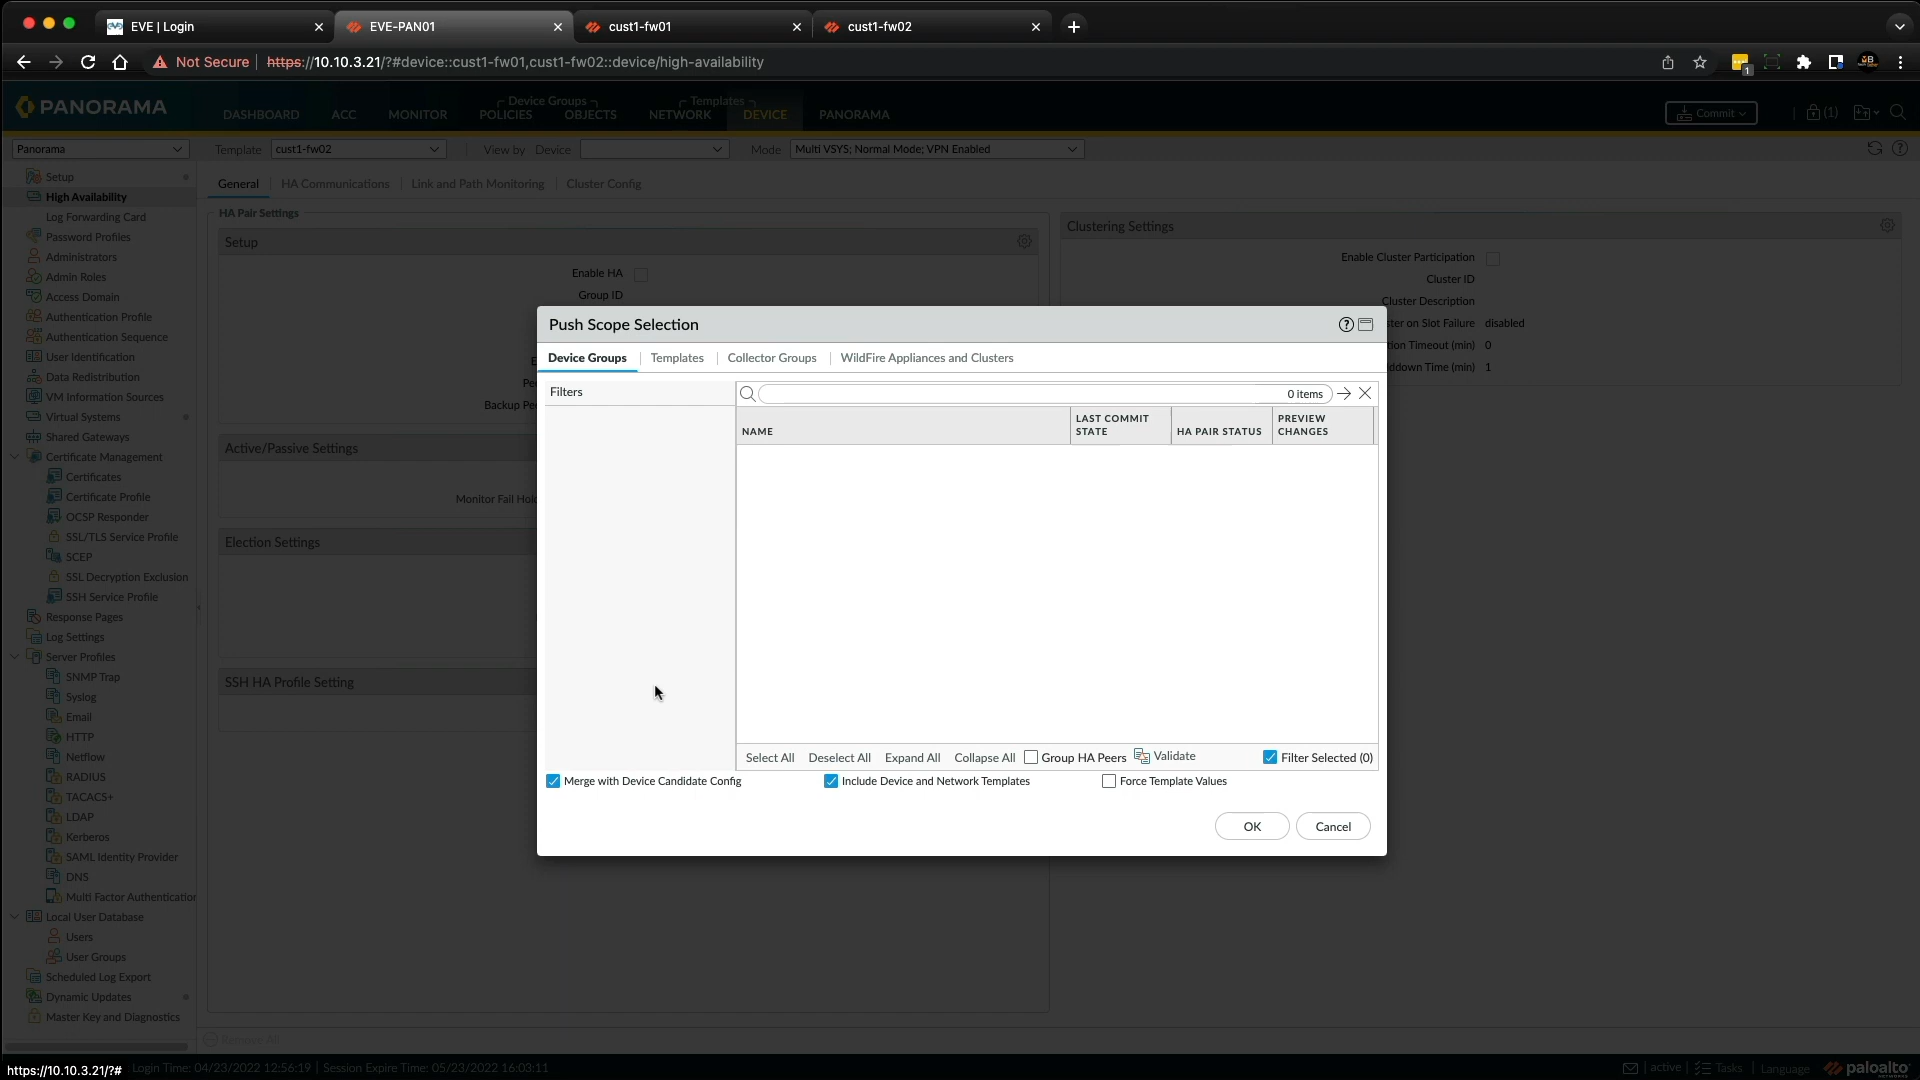 EVE | Login
EVE-PAN01
cust1-fw01
cust1-fw02
Not Secure
https://10.10.3.21/?#device::cust1-fw01,cust1-fw02::device/high-availability
1
PANORAMA
DASHBOARD
ACC
MONITOR
Device Groups
POLICIES
OBJECTS
Templates
NETWORK
DEVICE
PANORAMA
Commit
(1)
Panorama
Template
cust1-fw02
View by
Device
Mode
Multi VSYS; Normal Mode; VPN Enabled
Setup
High Availability
Log Forwarding Card
Password Profiles
Administrators
Admin Roles
Access Domain
Authentication Profile
Authentication Sequence
User Identification
Data Redistribution
VM Information Sources
Virtual Systems
Shared Gateways
Certificate Management
Certificates
Certificate Profile
OCSP Responder
SSL/TLS Service Profile
SCEP
SSL Decryption Exclusion
SSH Service Profile
Response Pages
Log Settings
Server Profiles
SNMP Trap
Syslog
Email
HTTP
Netflow
RADIUS
TACACS+
LDAP
Kerberos
SAML Identity Provider
DNS
Multi Factor Authentication
Local User Database
Users
User Groups
Scheduled Log Export
Dynamic Updates
Master Key and Diagnostics
General
HA Communications
Link and Path Monitoring
Cluster Config
HA Pair Settings
Setup
Enable HA
Group ID
E
Pe
Backup Pe
Active/Passive Settings
Monitor Fail Hol
Election Settings
SSH HA Profile Setting
Clustering Settings
Enable Cluster Participation
Cluster ID
Cluster Description
ter on Slot Failure disabled
tion Timeout (min) 0
ddown Time (min) 1
Push Scope Selection
Device Groups
Templates
Collector Groups
WildFire Appliances and Clusters
Filters
0 items
NAME
LAST COMMIT STATE
HA PAIR STATUS
PREVIEW CHANGES
Select All
Deselect All
Expand All
Collapse All
Group HA Peers
Validate
Filter Selected (0)
Merge with Device Candidate Config
Include Device and Network Templates
Force Template Values
OK
Cancel
Remove All
https://10.10.3.21/?#
Login Time: 04/23/2022 12:56:19
Session Expire Time: 05/23/2022 16:03:11
active
Tasks
Language
paloalto